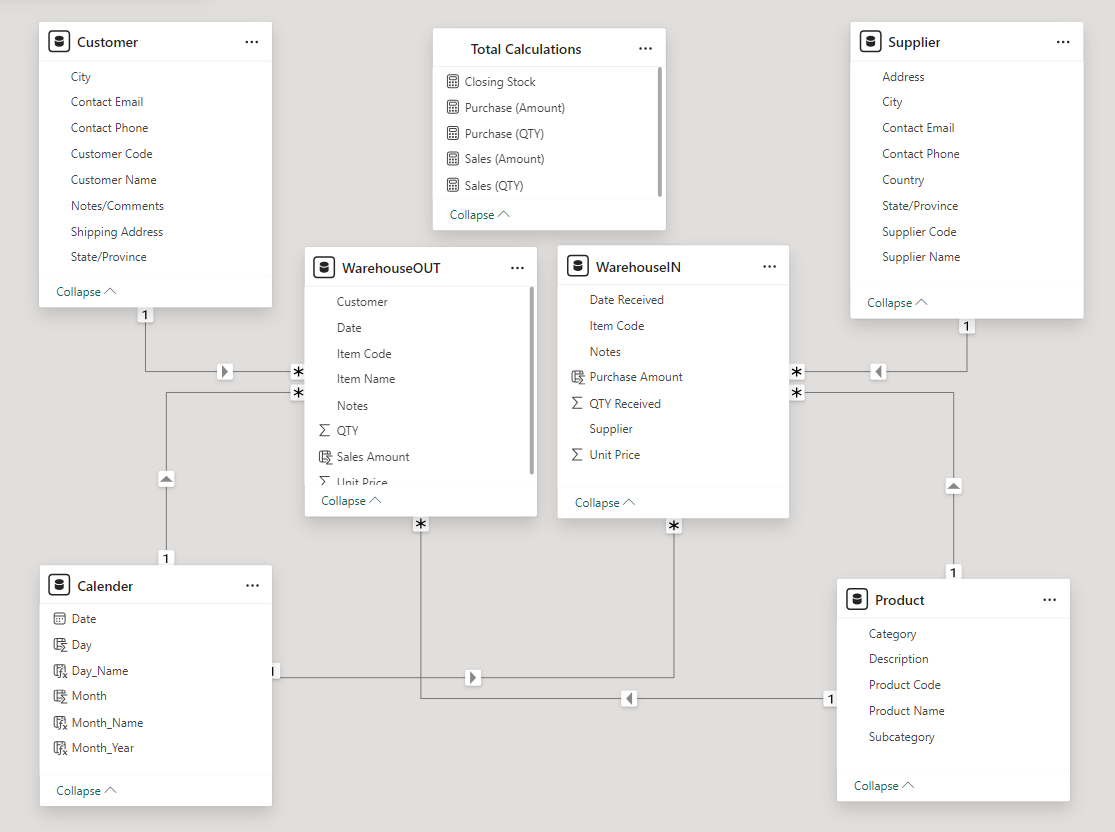 Customer
City
Contact Email
Contact Phone
Customer Code
Customer Name
Notes/Comments
Shipping Address
State/Province
Collapse
Total Calculations
Closing Stock
Purchase (Amount)
Purchase (QTY)
Sales (Amount)
Sales (QTY)
Collapse
Supplier
Address
City
Contact Email
Contact Phone
Country
State/Province
Supplier Code
Supplier Name
Collapse
WarehouseOUT
Customer
Date
Item Code
Item Name
Notes
QTY
Sales Amount
Unit Price
Collapse
WarehouseIN
Date Received
Item Code
Notes
Purchase Amount
QTY Received
Supplier
Unit Price
Collapse
1
*
*
*
1
*
*
*
1
Calender
Date
Day
Day_Name
Month
Month_Name
Month_Year
Collapse
1
1
1
Product
Category
Description
Product Code
Product Name
Subcategory
Collapse